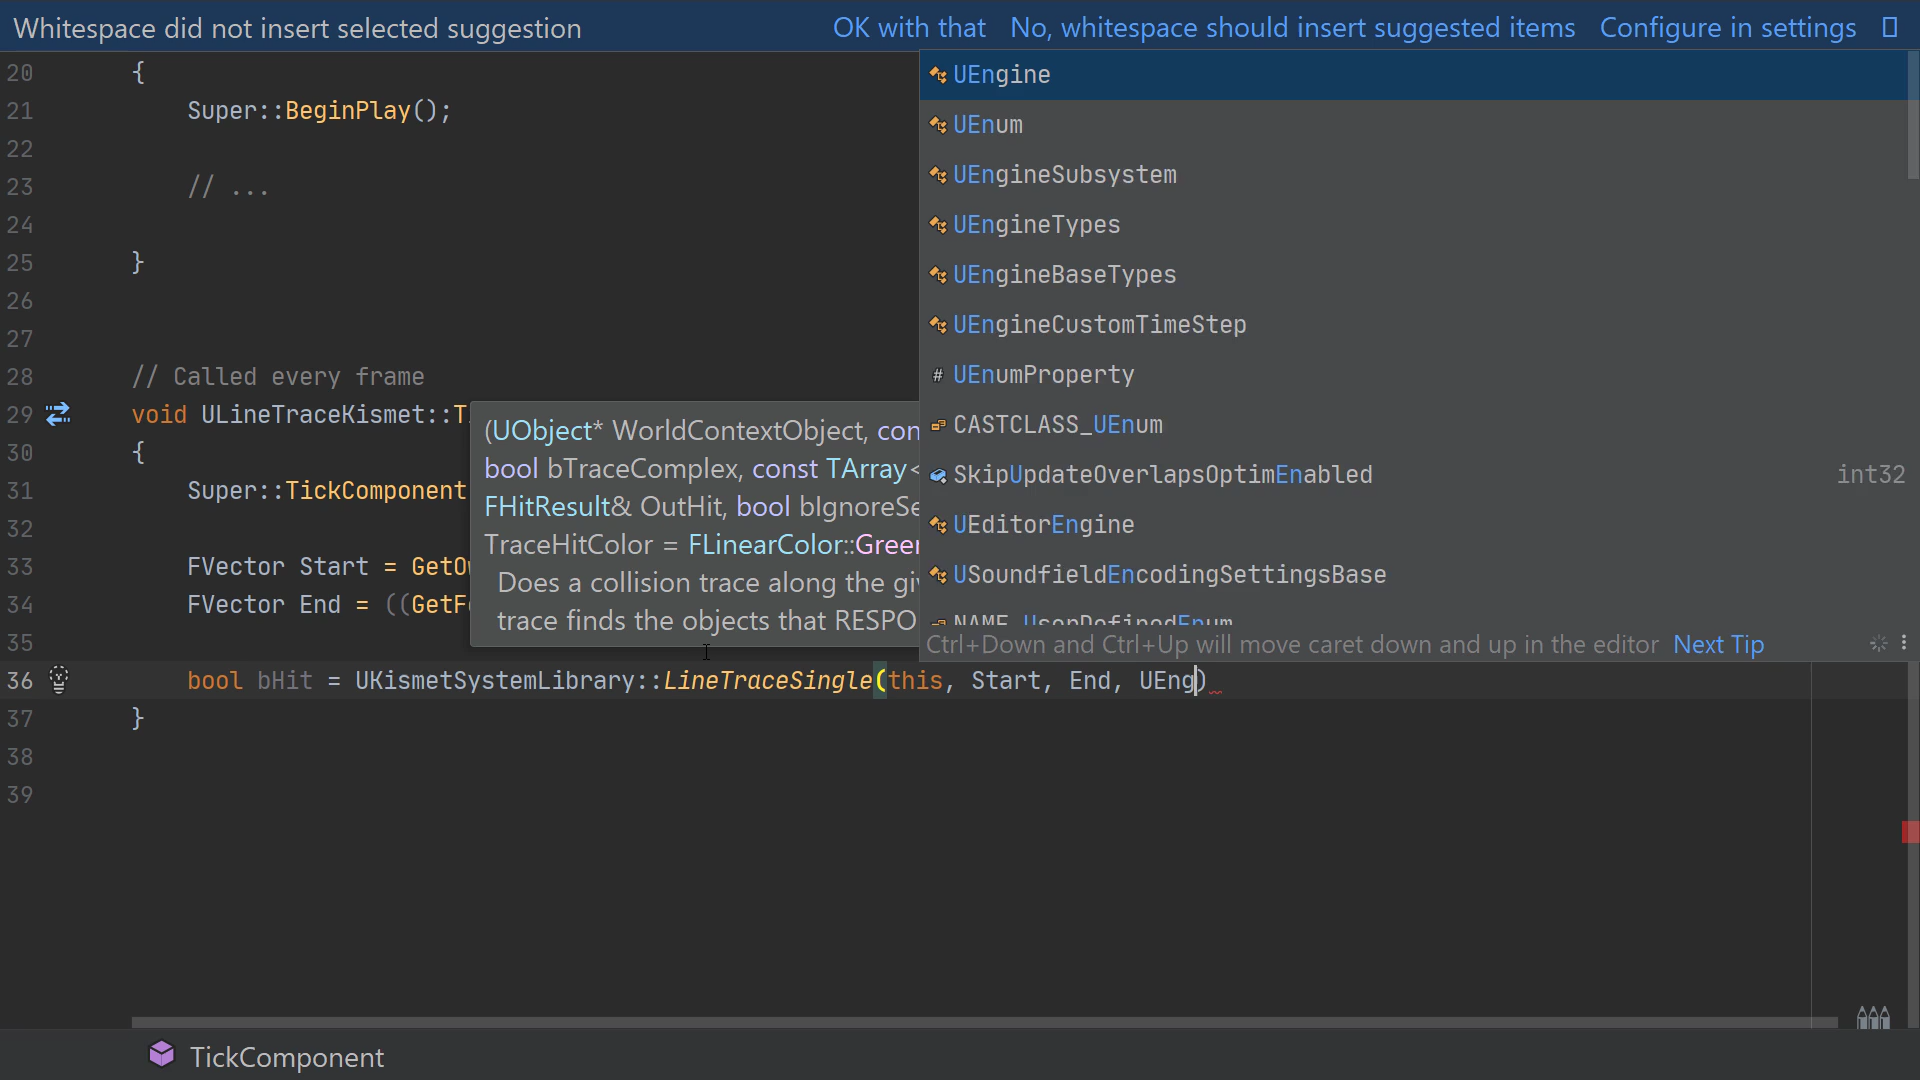 Whitespace did not insert selected suggestion OK with that No, whitespace should insert suggested items Configure in settings
20 {
21 Super::BeginPlay();
22
23 // ...
24
25 }
26
27
28 // Called every frame
29 void ULineTraceKismet::T
30 {
31 Super::TickComponent
32
33 FVector Start = GetO
34 FVector End = ((GetF
35
36 bool bHit = UKismetSystemLibrary::LineTraceSingle(this, Start, End, UEng)
37 }
38
39
(UObject* WorldContextObject, con
bool bTraceComplex, const TArray<
FHitResult& OutHit, bool bIgnoreSe
TraceHitColor = FLinearColor::Green
Does a collision trace along the giv
trace finds the objects that RESPO
UEngine
UEnum
UEngineSubsystem
UEngineTypes
UEngineBaseTypes
UEngineCustomTimeStep
# UEnumProperty
CASTCLASS_UEnum
SkipUpdateOverlapsOptimEnabled int32
UEditorEngine
USoundfieldEncodingSettingsBase
NAME_UserDefinedEnum
Ctrl+Down and Ctrl+Up will move caret down and up in the editor Next Tip
TickComponent